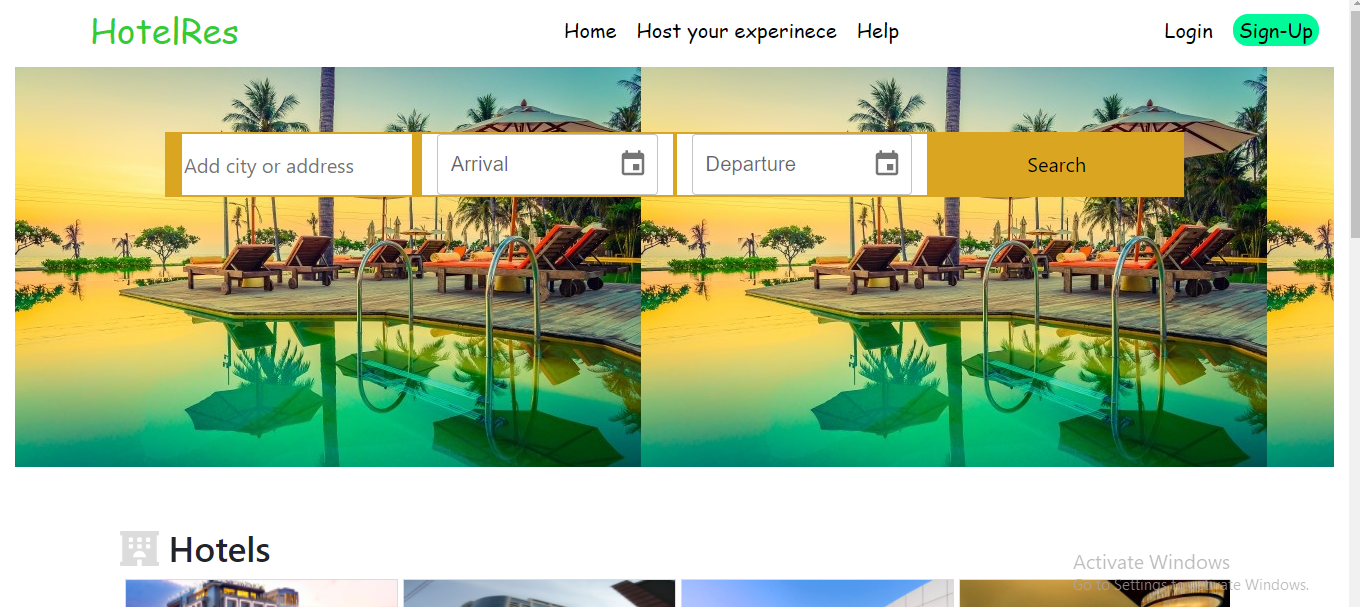 HotelRes Home Host your experinece Help Login Sign-Up
Add city or address Arrival Departure Search
Hotels
Activate Windows
Go to Settings to activate Windows.